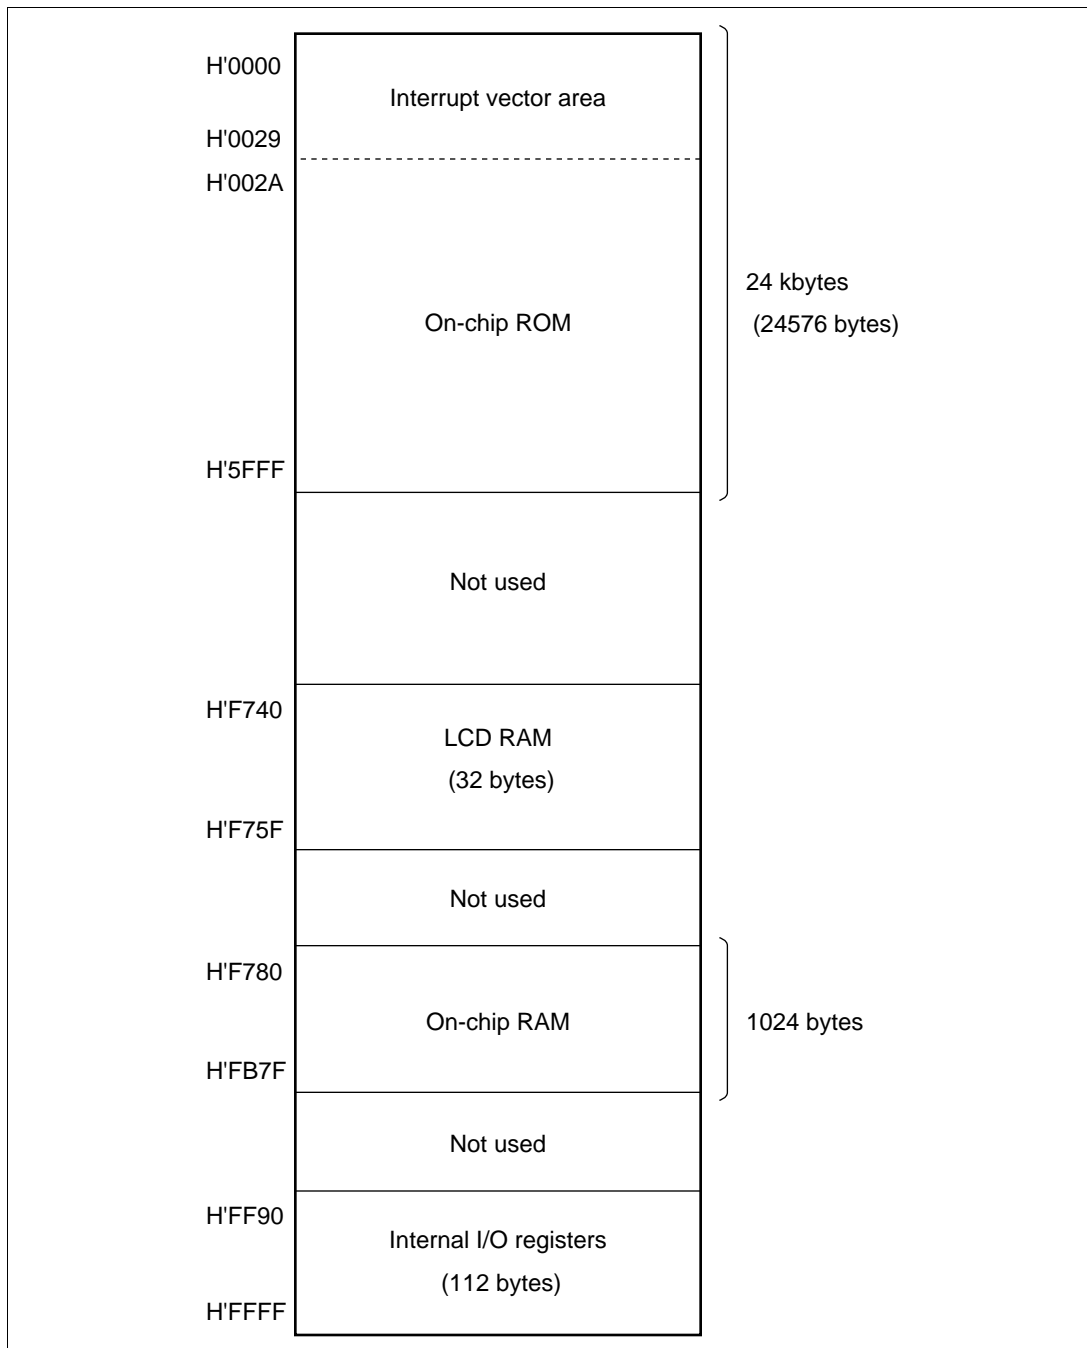 H'0000
Interrupt vector area
H'0029
H'002A
24 kbytes
(24576 bytes)
On-chip ROM
H'5FFF
Not used
H'F740
LCD RAM
(32 bytes)
H'F75F
Not used
H'F780
On-chip RAM
1024 bytes
H'FB7F
Not used
H'FF90
Internal I/O registers
(112 bytes)
H'FFFF